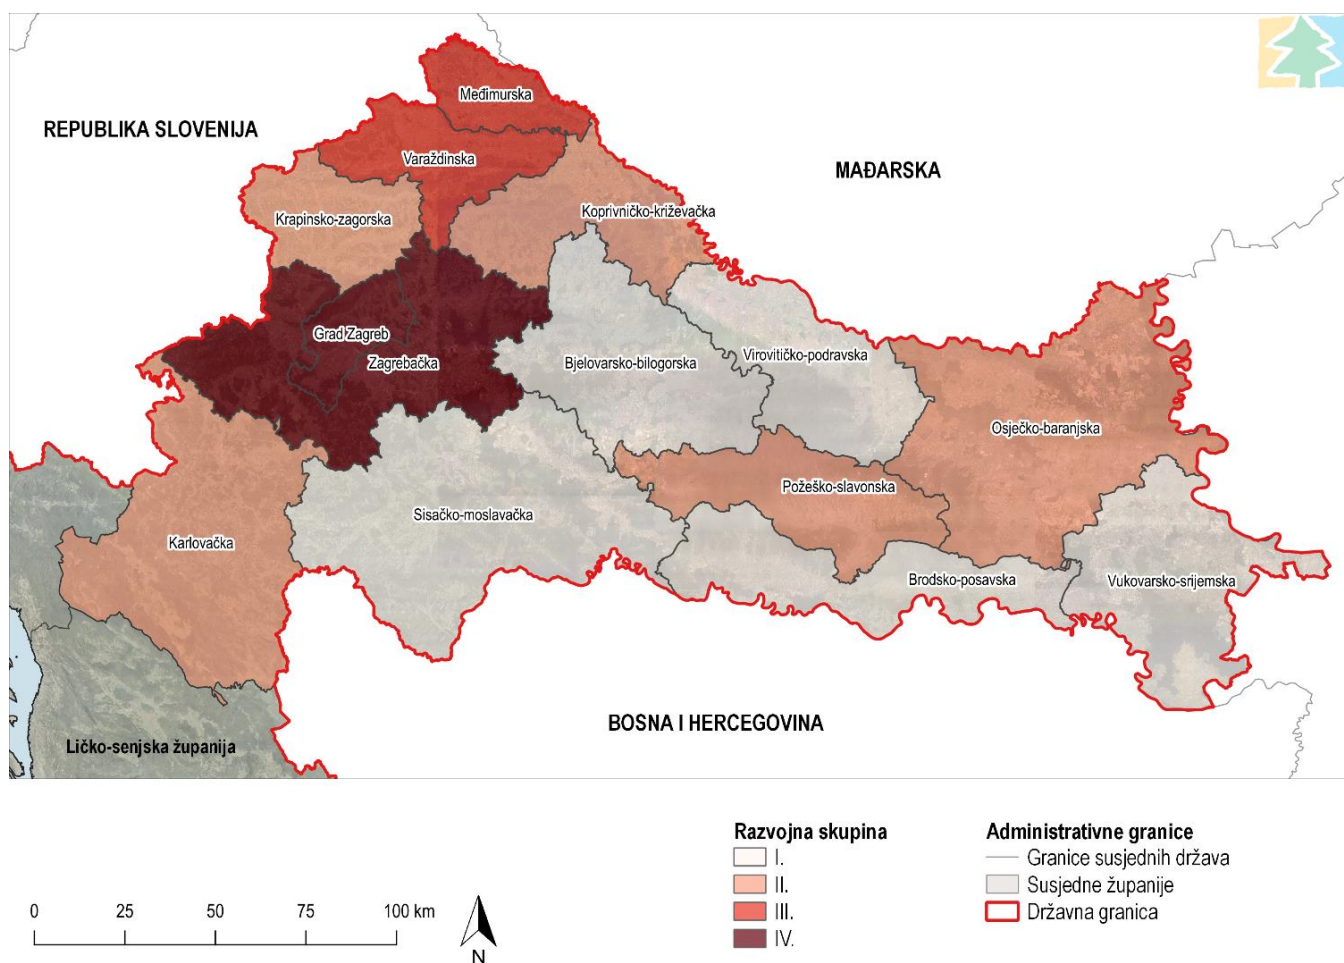 Međimurska
REPUBLIKA SLOVENIJA
Varaždinska
MAĐARSKA
Krapinsko-zagorska
Koprivničko-križevačka
Grad Zagreb
Zagrebačka
Bjelovarsko-bilogorska
Virovitičko-podravska
Osječko-baranjska
Požeško-slavonska
Sisačko-moslavačka
Karlovačka
Brodsko-posavska
Vukovarsko-srijemska
BOSNA I HERCEGOVINA
Ličko-senjska županija
Razvojna skupina
I.
II.
III.
IV.
Administrativne granice
Granice susjednih država
Susjedne županije
Državna granica
0 25 50 75 100 km
N